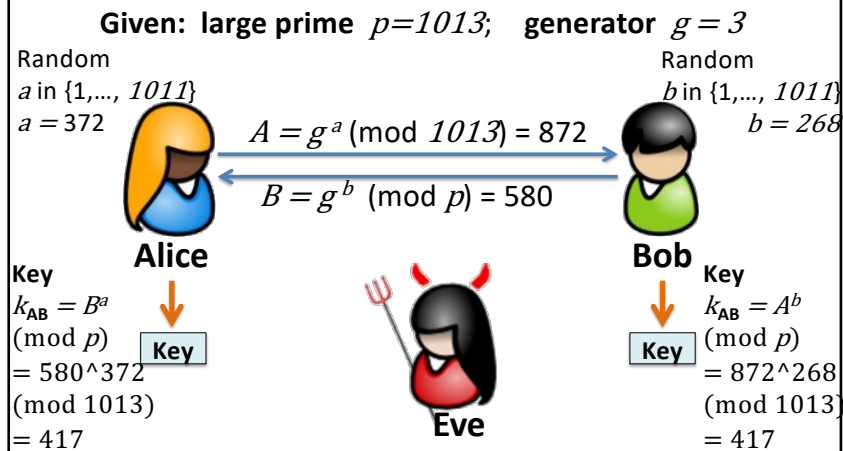 Given: large prime p=1013; generator g = 3
Random
a in {1,..., 1011}
a = 372
Random
b in {1,..., 1011}
b = 268
A = g^a (mod 1013) = 872
B = g^b (mod p) = 580
Alice
Bob
Key
k_AB = B^a
(mod p)
= 580^372
(mod 1013)
= 417
Key
Key
k_AB = A^b
(mod p)
= 872^268
(mod 1013)
= 417
Key
Eve